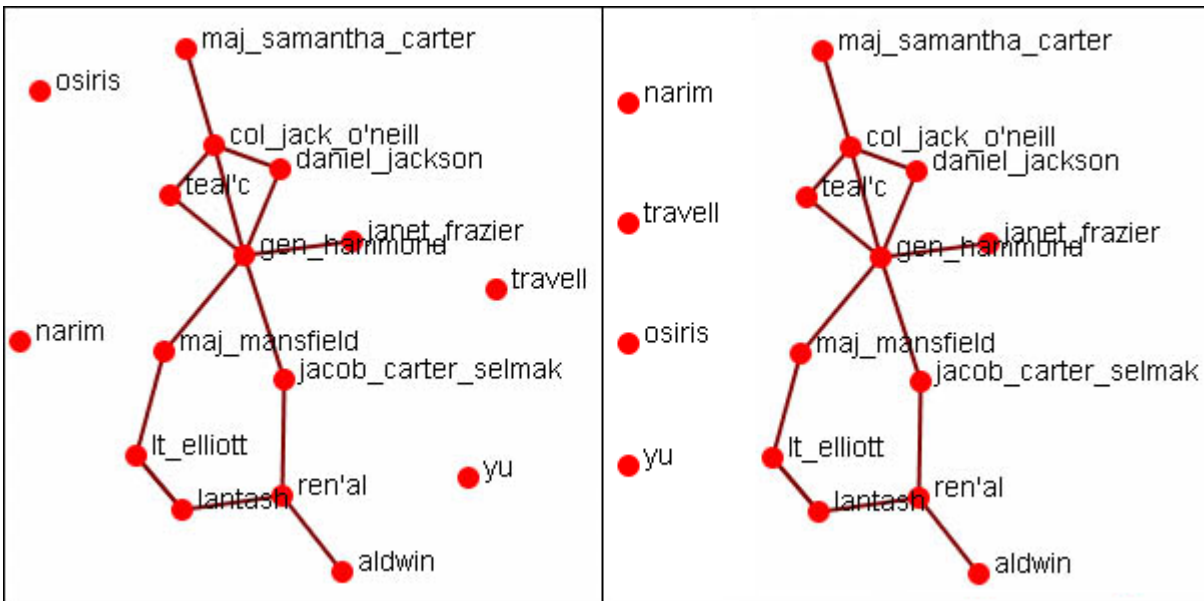 maj_samantha_carter
osiris
col_jack_o'neill
daniel_jackson
teal'c
janet_frazier
gen_hammond
travell
narim
maj_mansfield
jacob_carter_selmak
lt_elliott
yu
ren'al
lantash
aldwin
maj_samantha_carter
narim
col_jack_o'neill
daniel_jackson
teal'c
travell
janet_frazier
gen_hammond
osiris
maj_mansfield
jacob_carter_selmak
lt_elliott
yu
ren'al
lantash
aldwin